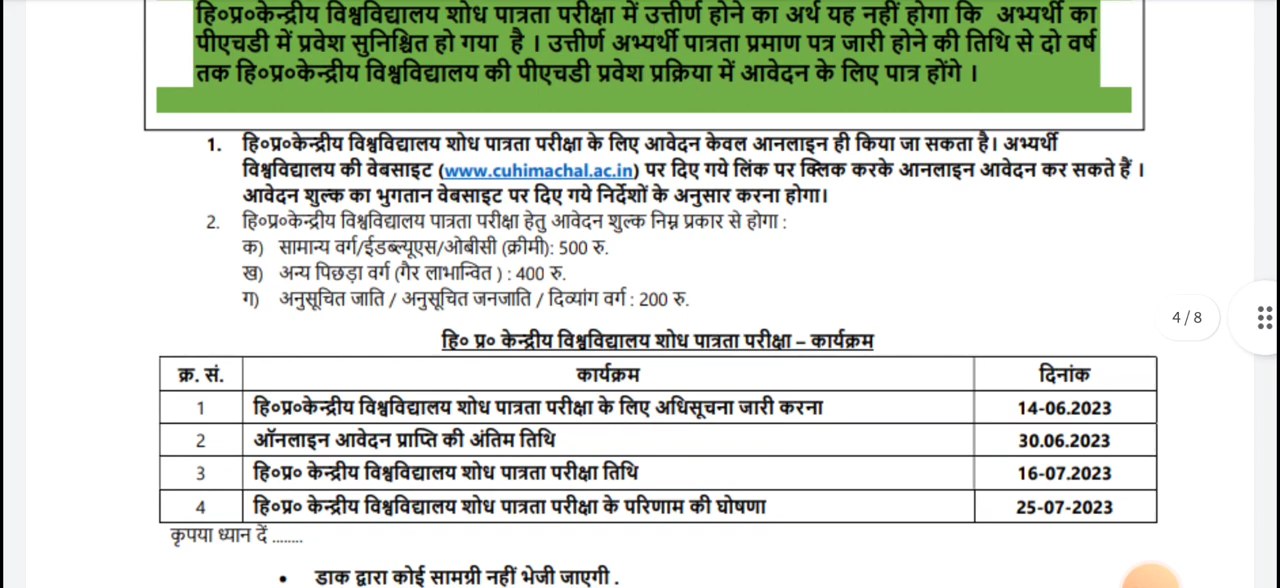 हि०प्र०केन्द्रीय विश्वविद्यालय शोध पात्रता परीक्षा में उत्तीर्ण होने का अर्थ यह नहीं होगा कि अभ्यर्थी का
पीएचडी में प्रवेश सुनिश्चित हो गया है । उत्तीर्ण अभ्यर्थी पात्रता प्रमाण पत्र जारी होने की तिथि से दो वर्ष
तक हि०प्र०केन्द्रीय विश्वविद्यालय की पीएचडी प्रवेश प्रक्रिया में आवेदन के लिए पात्र होंगे ।
1. हि०प्र०केन्द्रीय विश्वविद्यालय शोध पात्रता परीक्षा के लिए आवेदन केवल आनलाइन ही किया जा सकता है। अभ्यर्थी
विश्वविद्यालय की वेबसाइट (www.cuhimachal.ac.in) पर दिए गये लिंक पर क्लिक करके आनलाइन आवेदन कर सकते हैं ।
आवेदन शुल्क का भुगतान वेबसाइट पर दिए गये निर्देशों के अनुसार करना होगा।
2. हि०प्र०केन्द्रीय विश्वविद्यालय पात्रता परीक्षा हेतु आवेदन शुल्क निम्न प्रकार से होगा :
क) सामान्य वर्ग/ईडब्ल्यूएस/ओबीसी (क्रीमी): 500 रु.
ख) अन्य पिछड़ा वर्ग (गैर लाभान्वित ) : 400 रु.
ग) अनुसूचित जाति / अनुसूचित जनजाति / दिव्यांग वर्ग : 200 रु.
4 / 8
हि० प्र० केन्द्रीय विश्वविद्यालय शोध पात्रता परीक्षा – कार्यक्रम
क्र. सं. कार्यक्रम दिनांक
1 हि०प्र०केन्द्रीय विश्वविद्यालय शोध पात्रता परीक्षा के लिए अधिसूचना जारी करना 14-06.2023
2 ऑनलाइन आवेदन प्राप्ति की अंतिम तिथि 30.06.2023
3 हि०प्र० केन्द्रीय विश्वविद्यालय शोध पात्रता परीक्षा तिथि 16-07.2023
4 हि०प्र० केन्द्रीय विश्वविद्यालय शोध पात्रता परीक्षा के परिणाम की घोषणा 25-07-2023
कृपया ध्यान दें ........
• डाक द्वारा कोई सामग्री नहीं भेजी जाएगी .